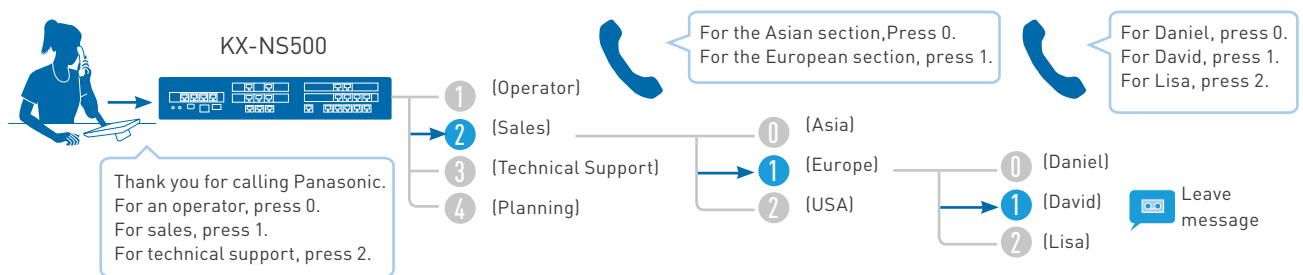 KX-NS500
Thank you for calling Panasonic.
For an operator, press 0.
For sales, press 1.
For technical support, press 2.
1 (Operator)
2 (Sales)
3 (Technical Support)
4 (Planning)
For the Asian section,Press 0.
For the European section, press 1.
0 (Asia)
1 (Europe)
2 (USA)
For Daniel, press 0.
For David, press 1.
For Lisa, press 2.
0 (Daniel)
1 (David)
2 (Lisa)
Leave
message